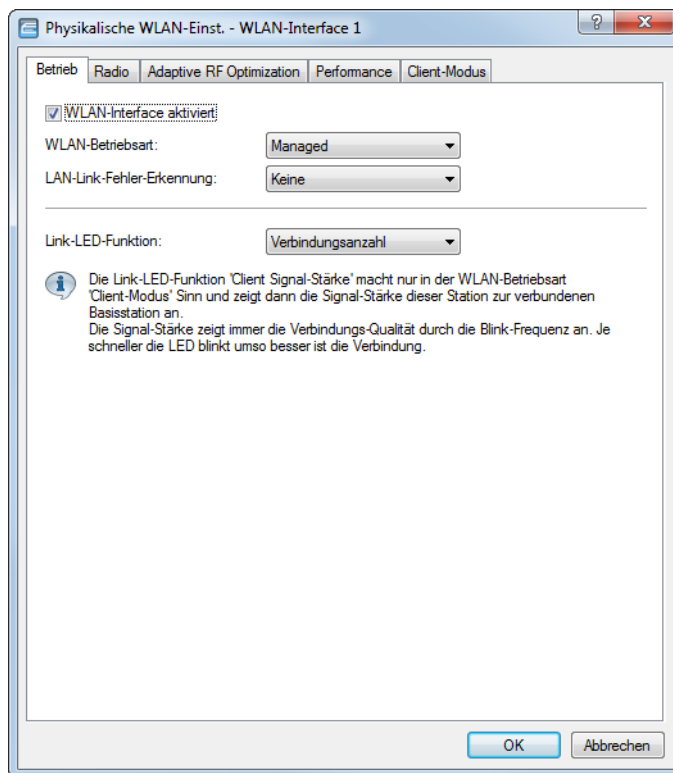 Physikalische WLAN-Einst. - WLAN-Interface 1
?
X
Betrieb Radio Adaptive RF Optimization Performance Client-Modus
WLAN-Interface aktiviert
WLAN-Betriebsart: Managed
LAN-Link-Fehler-Erkennung: Keine
Link-LED-Funktion: Verbindungsanzahl
Die Link-LED-Funktion 'Client Signal-Stärke' macht nur in der WLAN-Betriebsart
'Client-Modus' Sinn und zeigt dann die Signal-Stärke dieser Station zur verbundenen
Basisstation an.
Die Signal-Stärke zeigt immer die Verbindungs-Qualität durch die Blink-Frequenz an. Je
schneller die LED blinkt umso besser ist die Verbindung.
OK Abbrechen